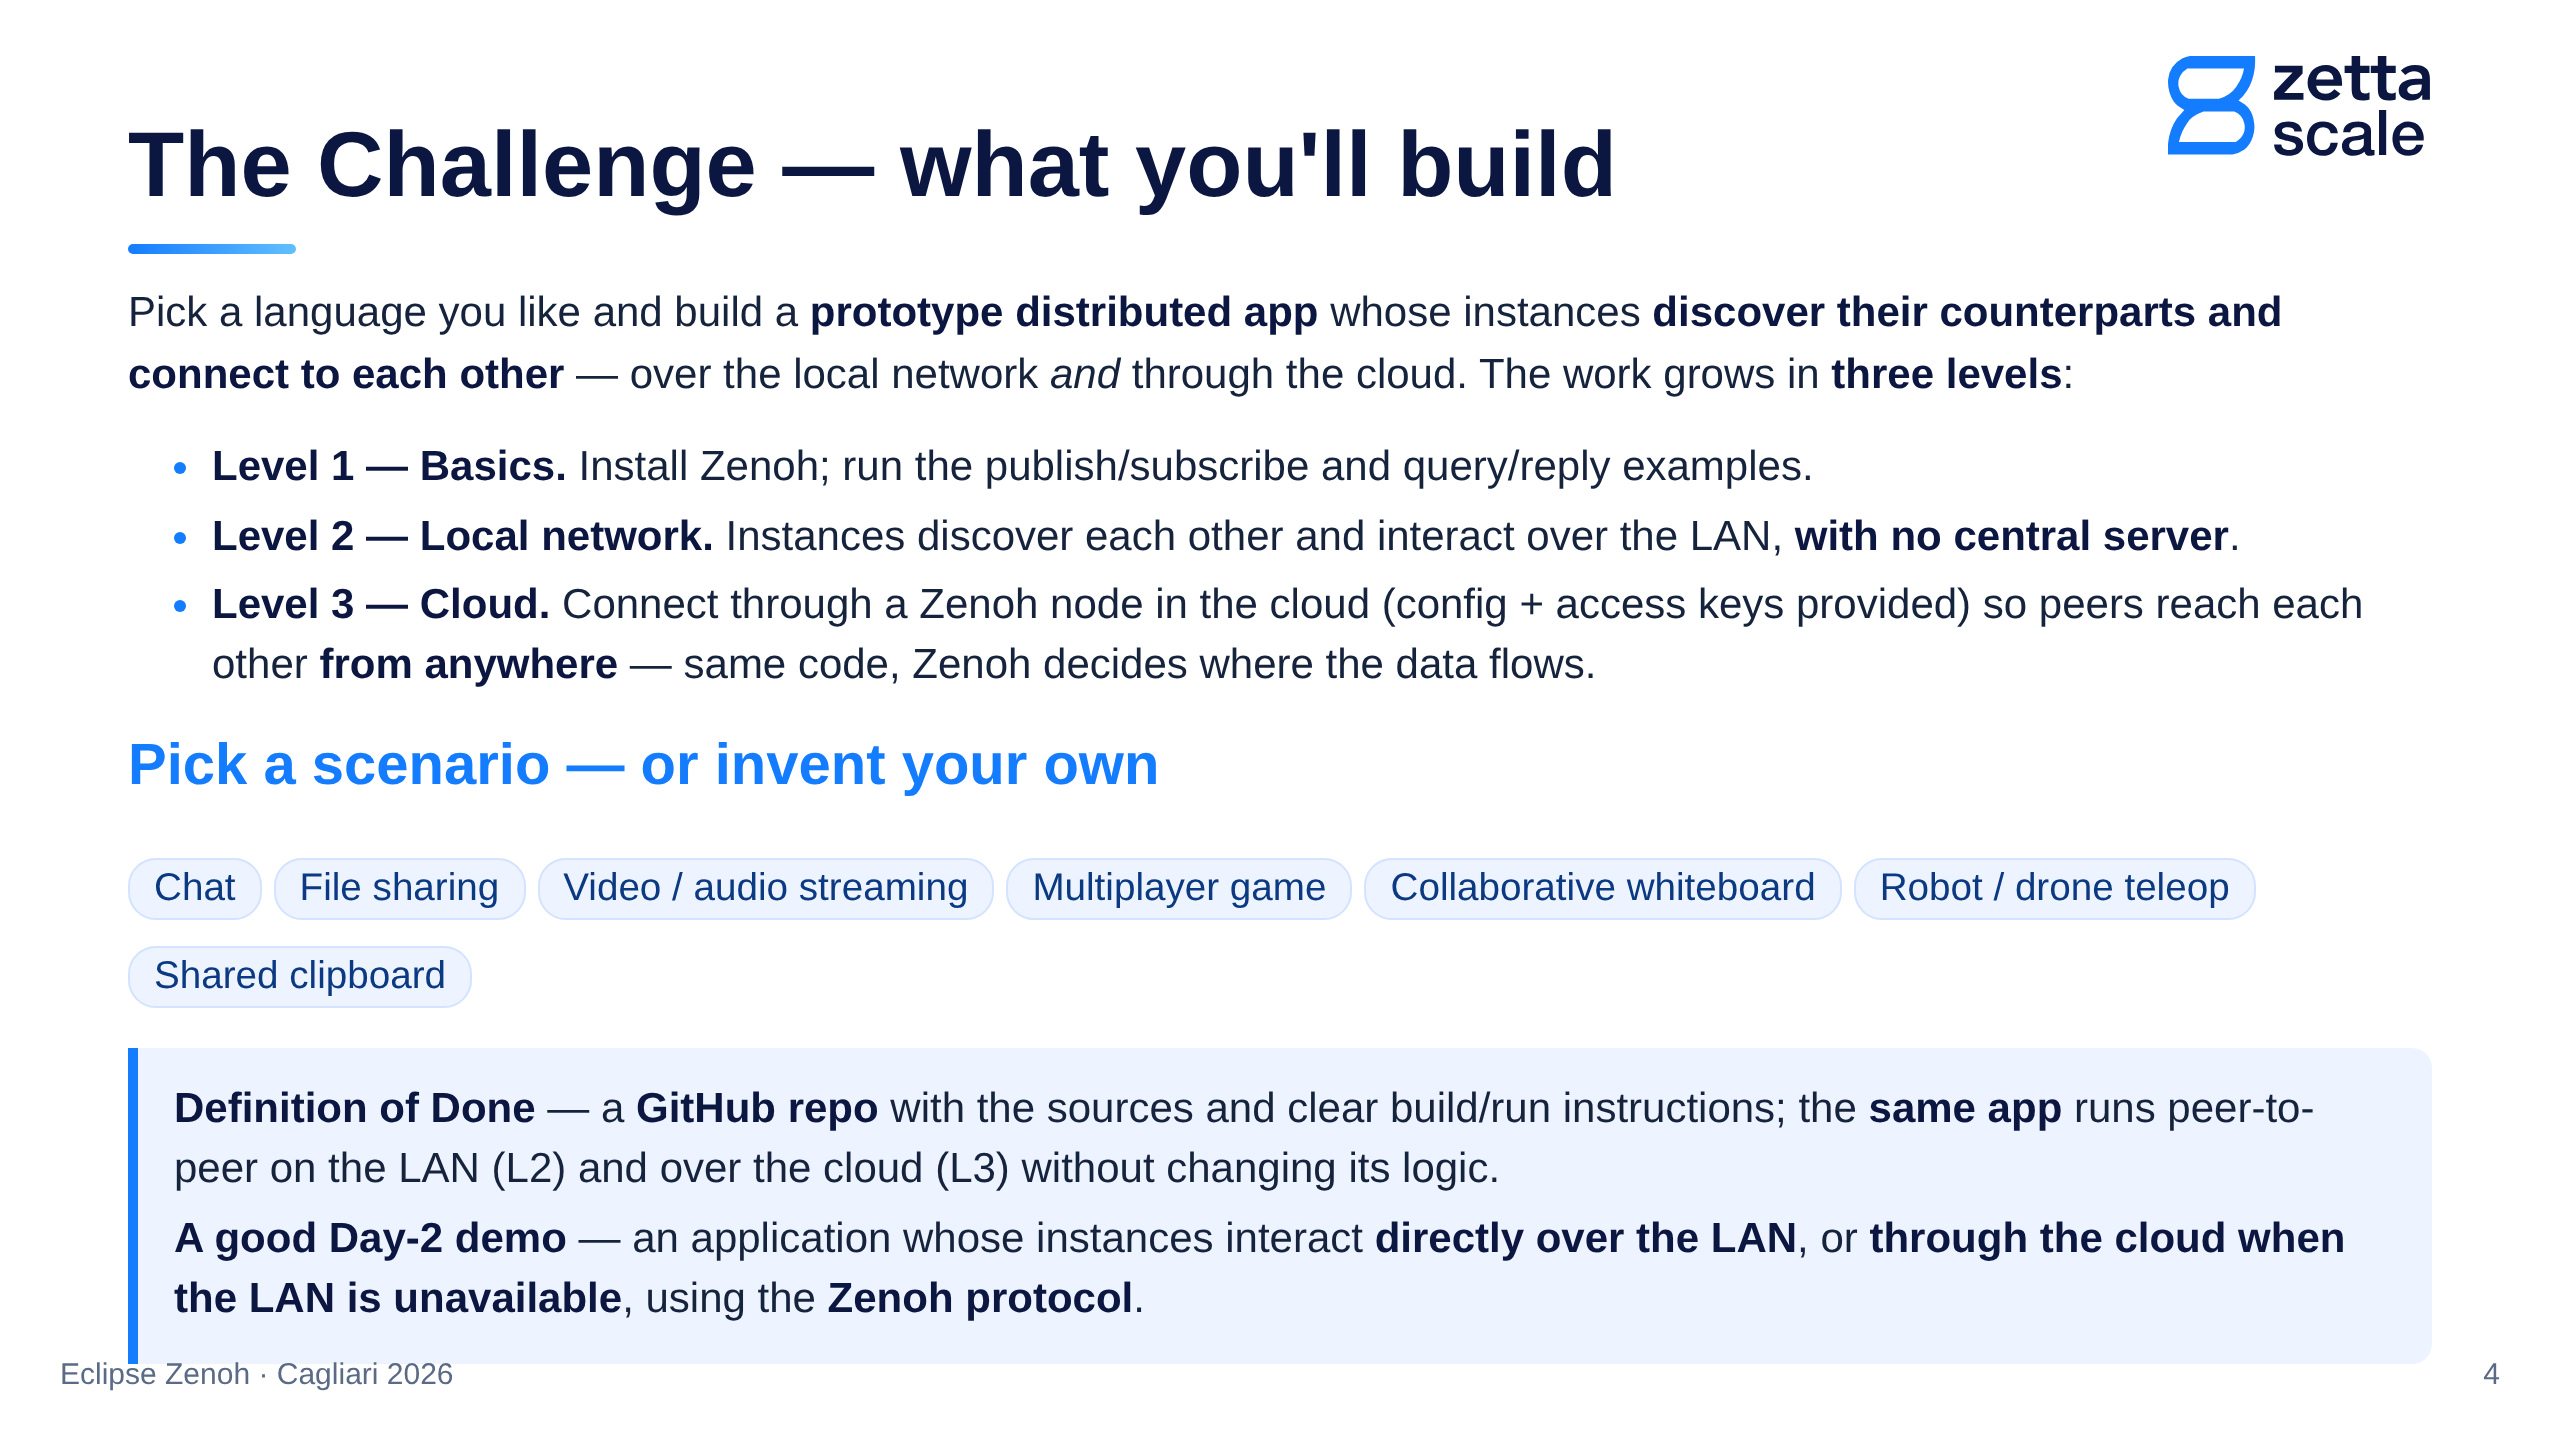 zetta
scale
The Challenge — what you'll build
Pick a language you like and build a prototype distributed app whose instances discover their counterparts and
connect to each other — over the local network and through the cloud. The work grows in three levels:
• Level 1 — Basics. Install Zenoh; run the publish/subscribe and query/reply examples.
• Level 2 — Local network. Instances discover each other and interact over the LAN, with no central server.
• Level 3 — Cloud. Connect through a Zenoh node in the cloud (config + access keys provided) so peers reach each
other from anywhere — same code, Zenoh decides where the data flows.
Pick a scenario — or invent your own
Chat File sharing Video / audio streaming Multiplayer game Collaborative whiteboard Robot / drone teleop
Shared clipboard
Definition of Done — a GitHub repo with the sources and clear build/run instructions; the same app runs peer-to-
peer on the LAN (L2) and over the cloud (L3) without changing its logic.
A good Day-2 demo — an application whose instances interact directly over the LAN, or through the cloud when
the LAN is unavailable, using the Zenoh protocol.
Eclipse Zenoh · Cagliari 2026
4